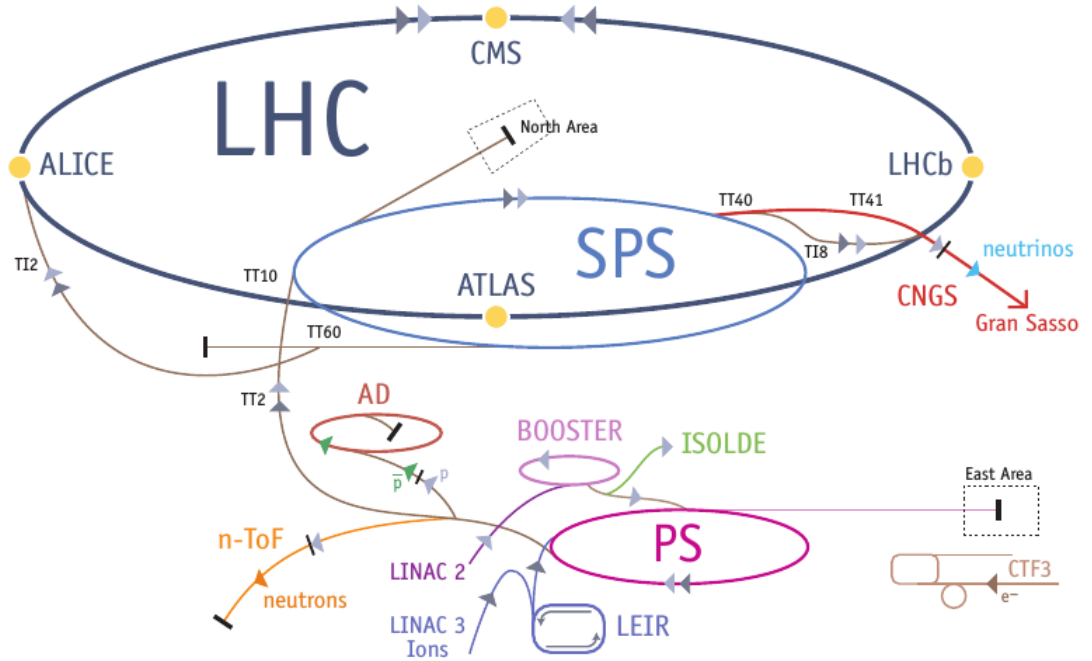 CMS
LHC
North Area
ALICE
LHCb
TT40
TT41
SPS
TI2
TT10
TI8
neutrinos
ATLAS
CNGS
Gran Sasso
TT60
TT2
AD
BOOSTER
ISOLDE
p̅
p
East Area
n-ToF
PS
LINAC 2
CTF3
neutrons
e⁻
LINAC 3
Ions
LEIR